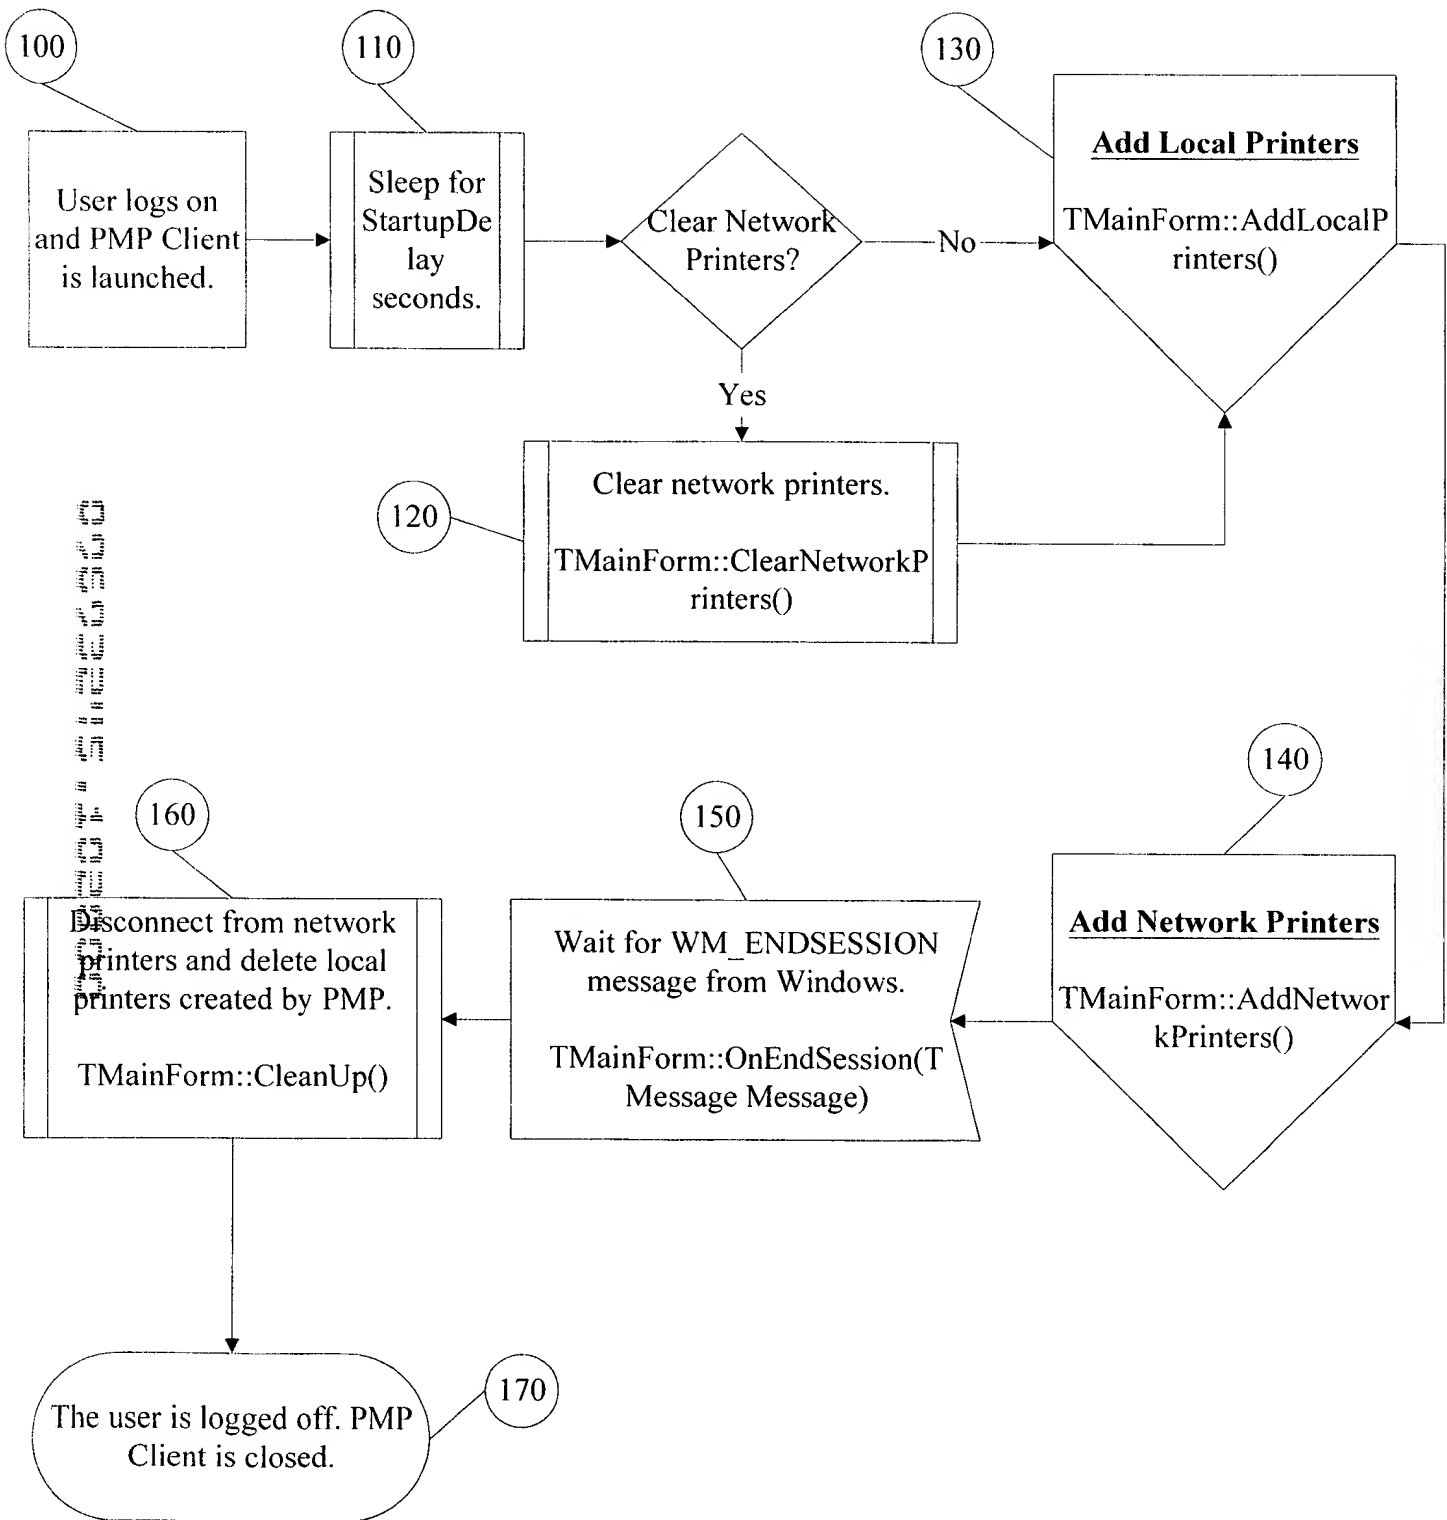 100
110
130
User logs on
and PMP Client
is launched.
Sleep for
StartupDe
lay
seconds.
Clear Network
Printers?
No
Add Local Printers
TMainForm::AddLocalP
rinters()
Yes
120
Clear network printers.
TMainForm::ClearNetworkP
rinters()
140
160
150
Disconnect from network
printers and delete local
printers created by PMP.
TMainForm::CleanUp()
Wait for WM_ENDSESSION
message from Windows.
TMainForm::OnEndSession(T
Message Message)
Add Network Printers
TMainForm::AddNetwor
kPrinters()
The user is logged off. PMP
Client is closed.
170